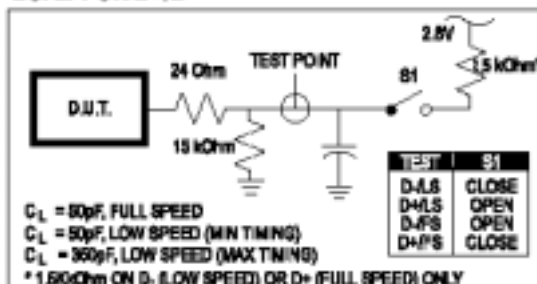 2.8V
24 Ohm
TEST POINT
S1
1.5 kOhm*
D.U.T.
15 kOhm
TEST S1
D-/LS CLOSE
D+/LS OPEN
D-/FS OPEN
D+/FS CLOSE
CL = 50pF, FULL SPEED
CL = 50pF, LOW SPEED (MIN TIMING)
CL = 350pF, LOW SPEED (MAX TIMING)
* 1.5kOhm ON D- (LOW SPEED) OR D+ (FULL SPEED) ONLY